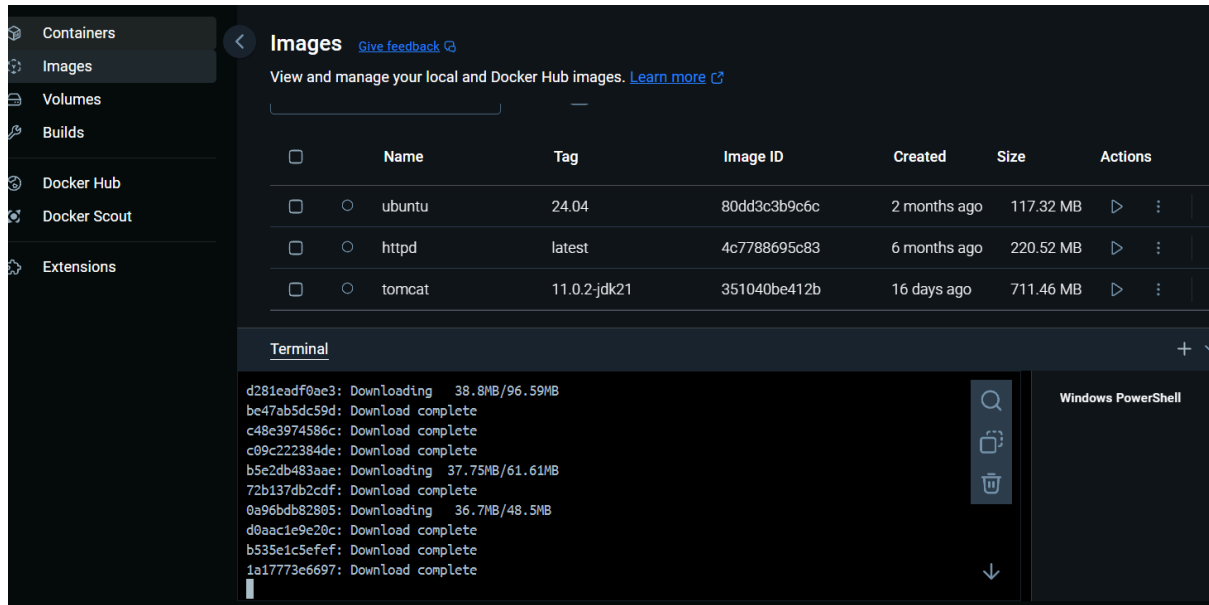 Containers
Images
Volumes
Builds
Docker Hub
Docker Scout
Extensions
Images Give feedback
View and manage your local and Docker Hub images. Learn more
Name Tag Image ID Created Size Actions
ubuntu 24.04 80dd3c3b9c6c 2 months ago 117.32 MB
httpd latest 4c7788695c83 6 months ago 220.52 MB
tomcat 11.0.2-jdk21 351040be412b 16 days ago 711.46 MB
Terminal
d281eadf0ae3: Downloading 38.8MB/96.59MB
be47ab5dc59d: Download complete
c48e3974586c: Download complete
c09c222384de: Download complete
b5e2db483aae: Downloading 37.75MB/61.61MB
72b137db2cdf: Download complete
0a96bdb82805: Downloading 36.7MB/48.5MB
d0aac1e9e20c: Download complete
b535e1c5efef: Download complete
1a17773e6697: Download complete
Windows PowerShell